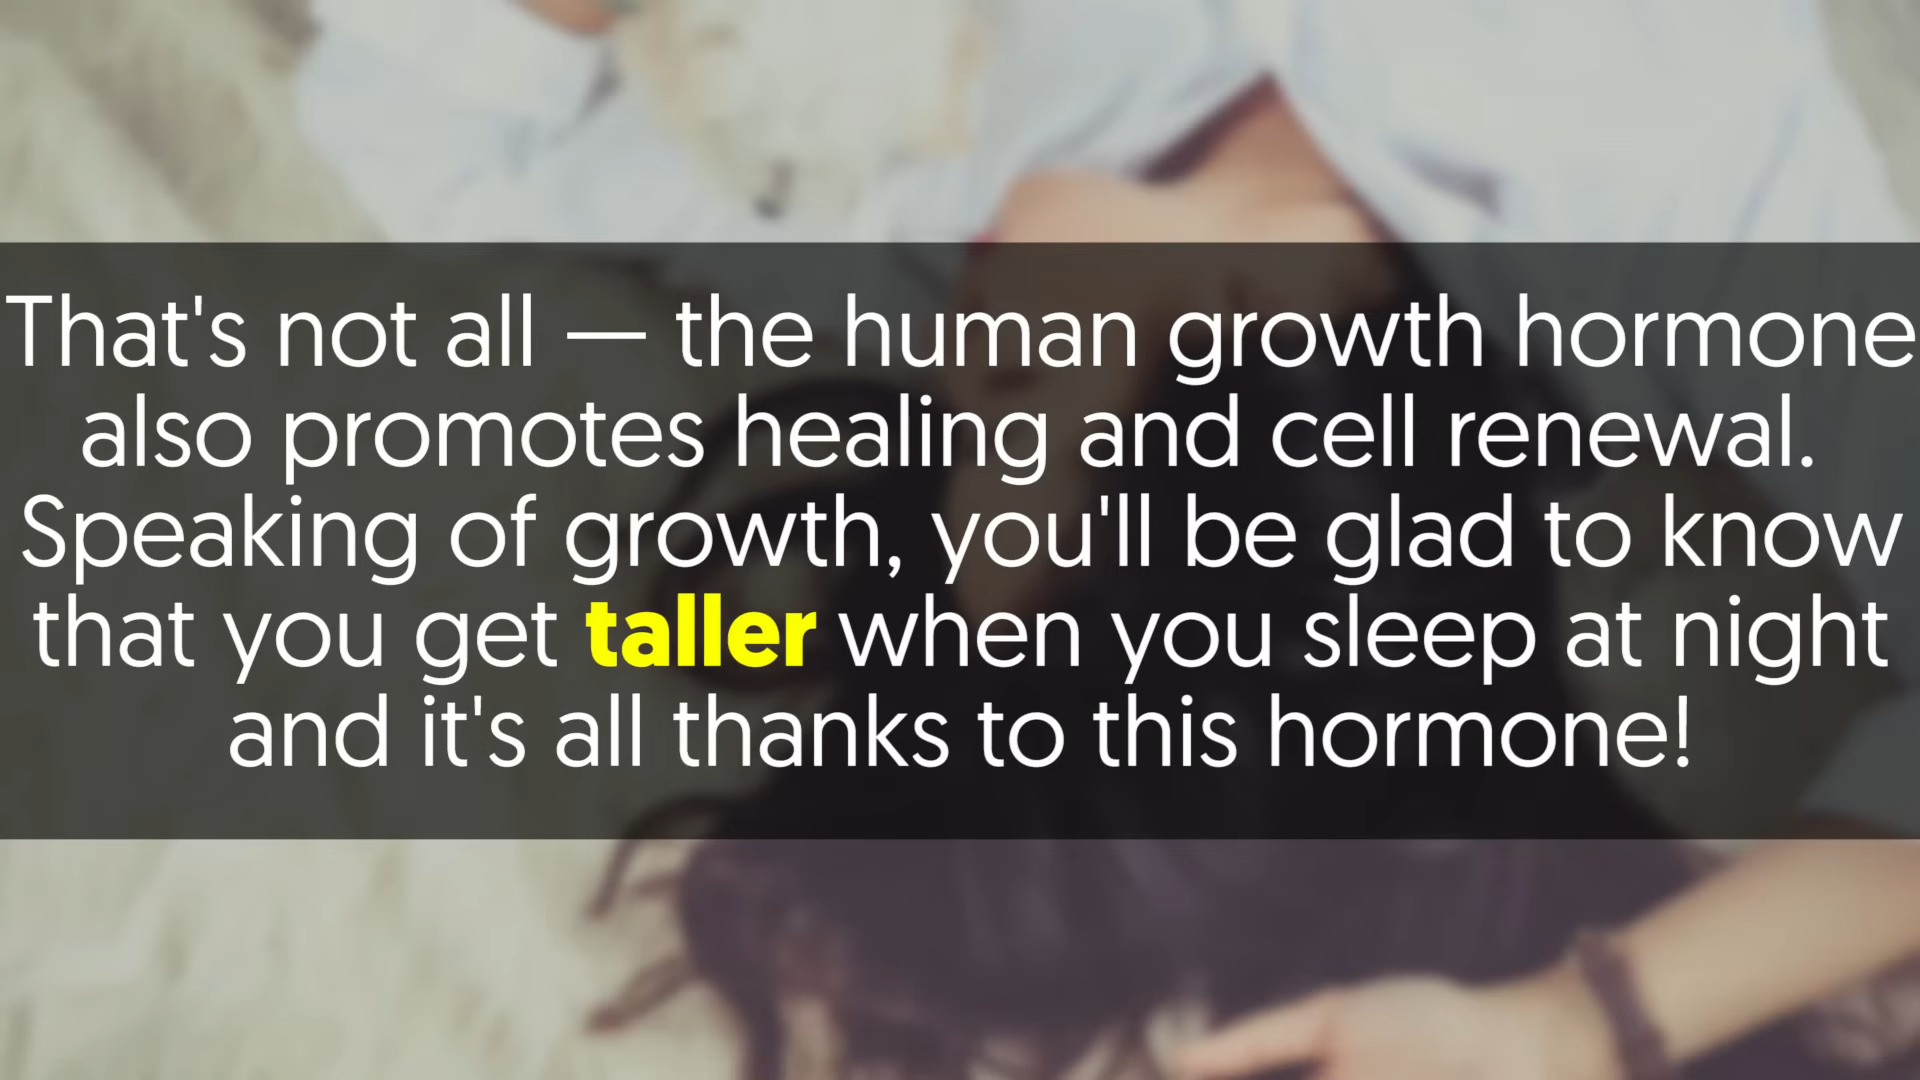 That's not all — the human growth hormone
also promotes healing and cell renewal.
Speaking of growth, you'll be glad to know
that you get taller when you sleep at night
and it's all thanks to this hormone!